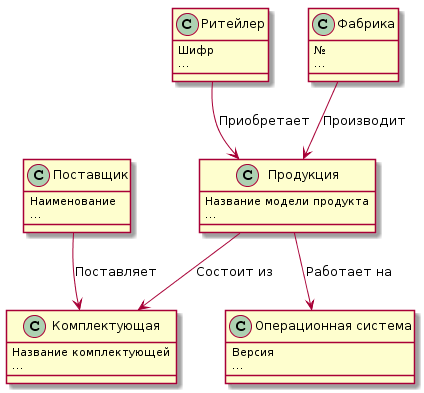 C Ритейлер
Шифр
...
C Фабрика
№
...
Приобретает
Производит
C Поставщик
Наименование
...
C Продукция
Название модели продукта
...
Поставляет
Состоит из
Работает на
C Комплектующая
Название комплектующей
...
C Операционная система
Версия
...